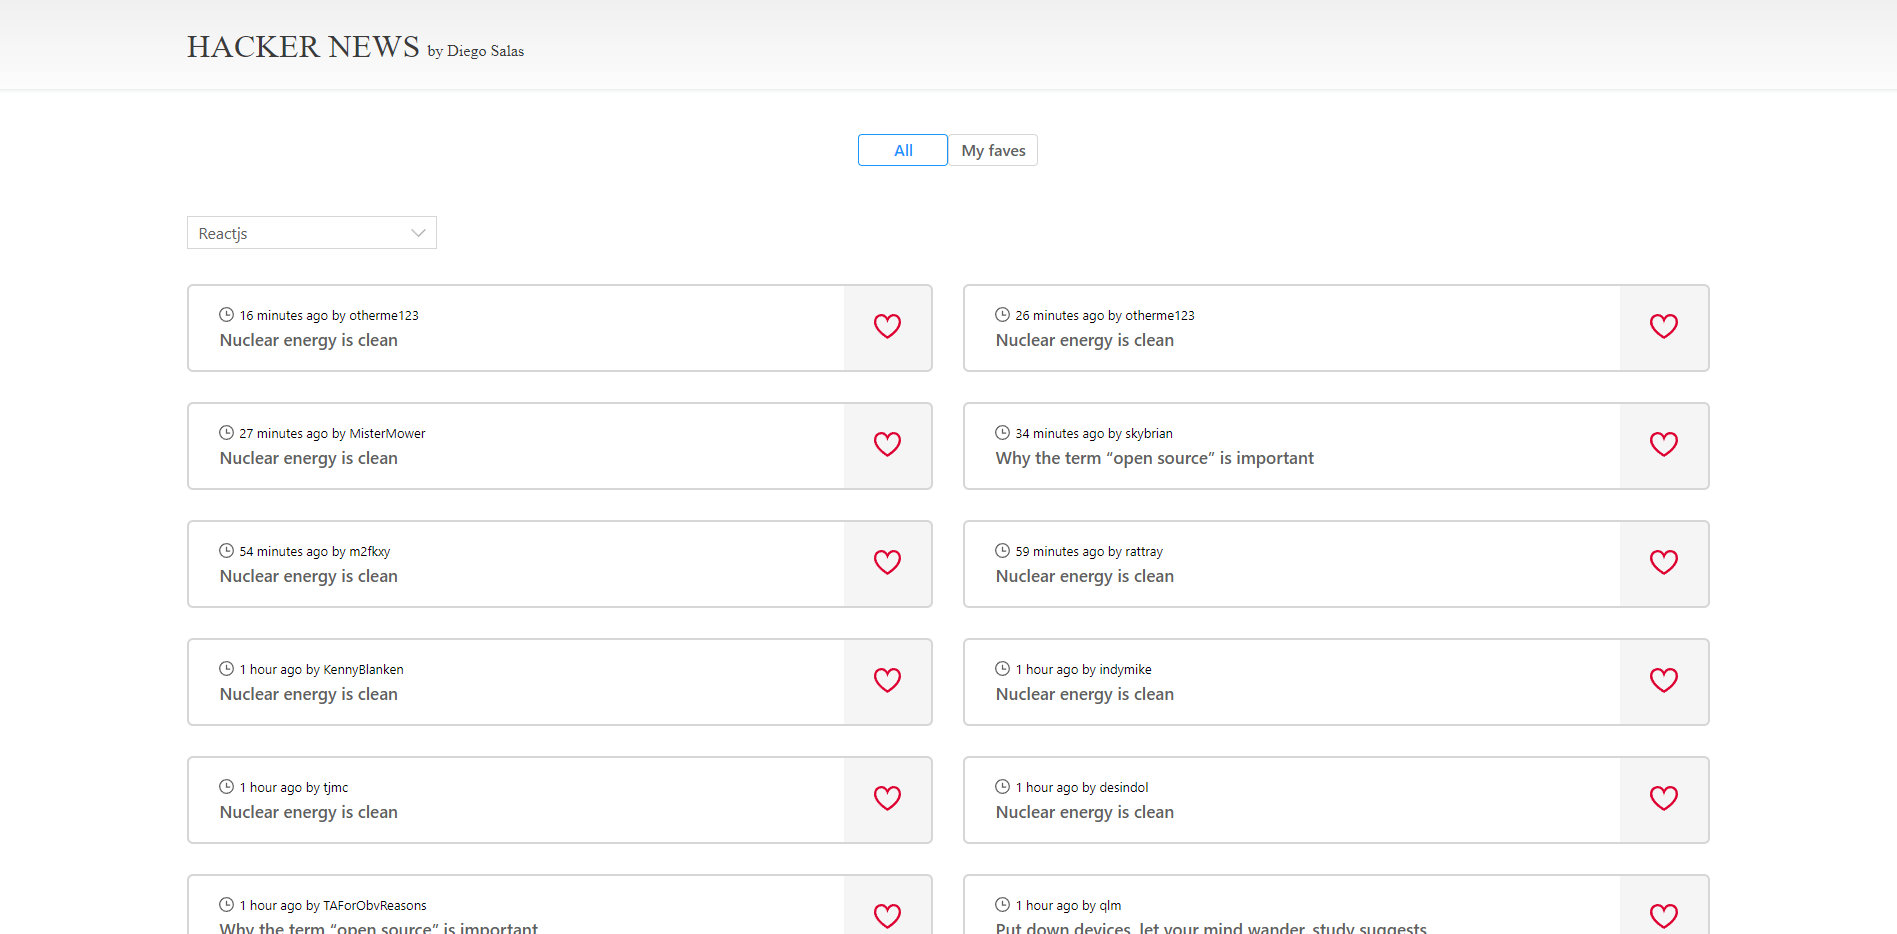 HACKER NEWS by Diego Salas
All My faves
Reactjs
16 minutes ago by otherme123
Nuclear energy is clean
26 minutes ago by otherme123
Nuclear energy is clean
27 minutes ago by MisterMower
Nuclear energy is clean
34 minutes ago by skybrian
Why the term “open source” is important
54 minutes ago by m2fkxy
Nuclear energy is clean
59 minutes ago by rattray
Nuclear energy is clean
1 hour ago by KennyBlanken
Nuclear energy is clean
1 hour ago by indymike
Nuclear energy is clean
1 hour ago by tjmc
Nuclear energy is clean
1 hour ago by desindol
Nuclear energy is clean
1 hour ago by TAForObvReasons
Why the term “open source” is important
1 hour ago by qlm
Put down devices, let your mind wander, study suggests